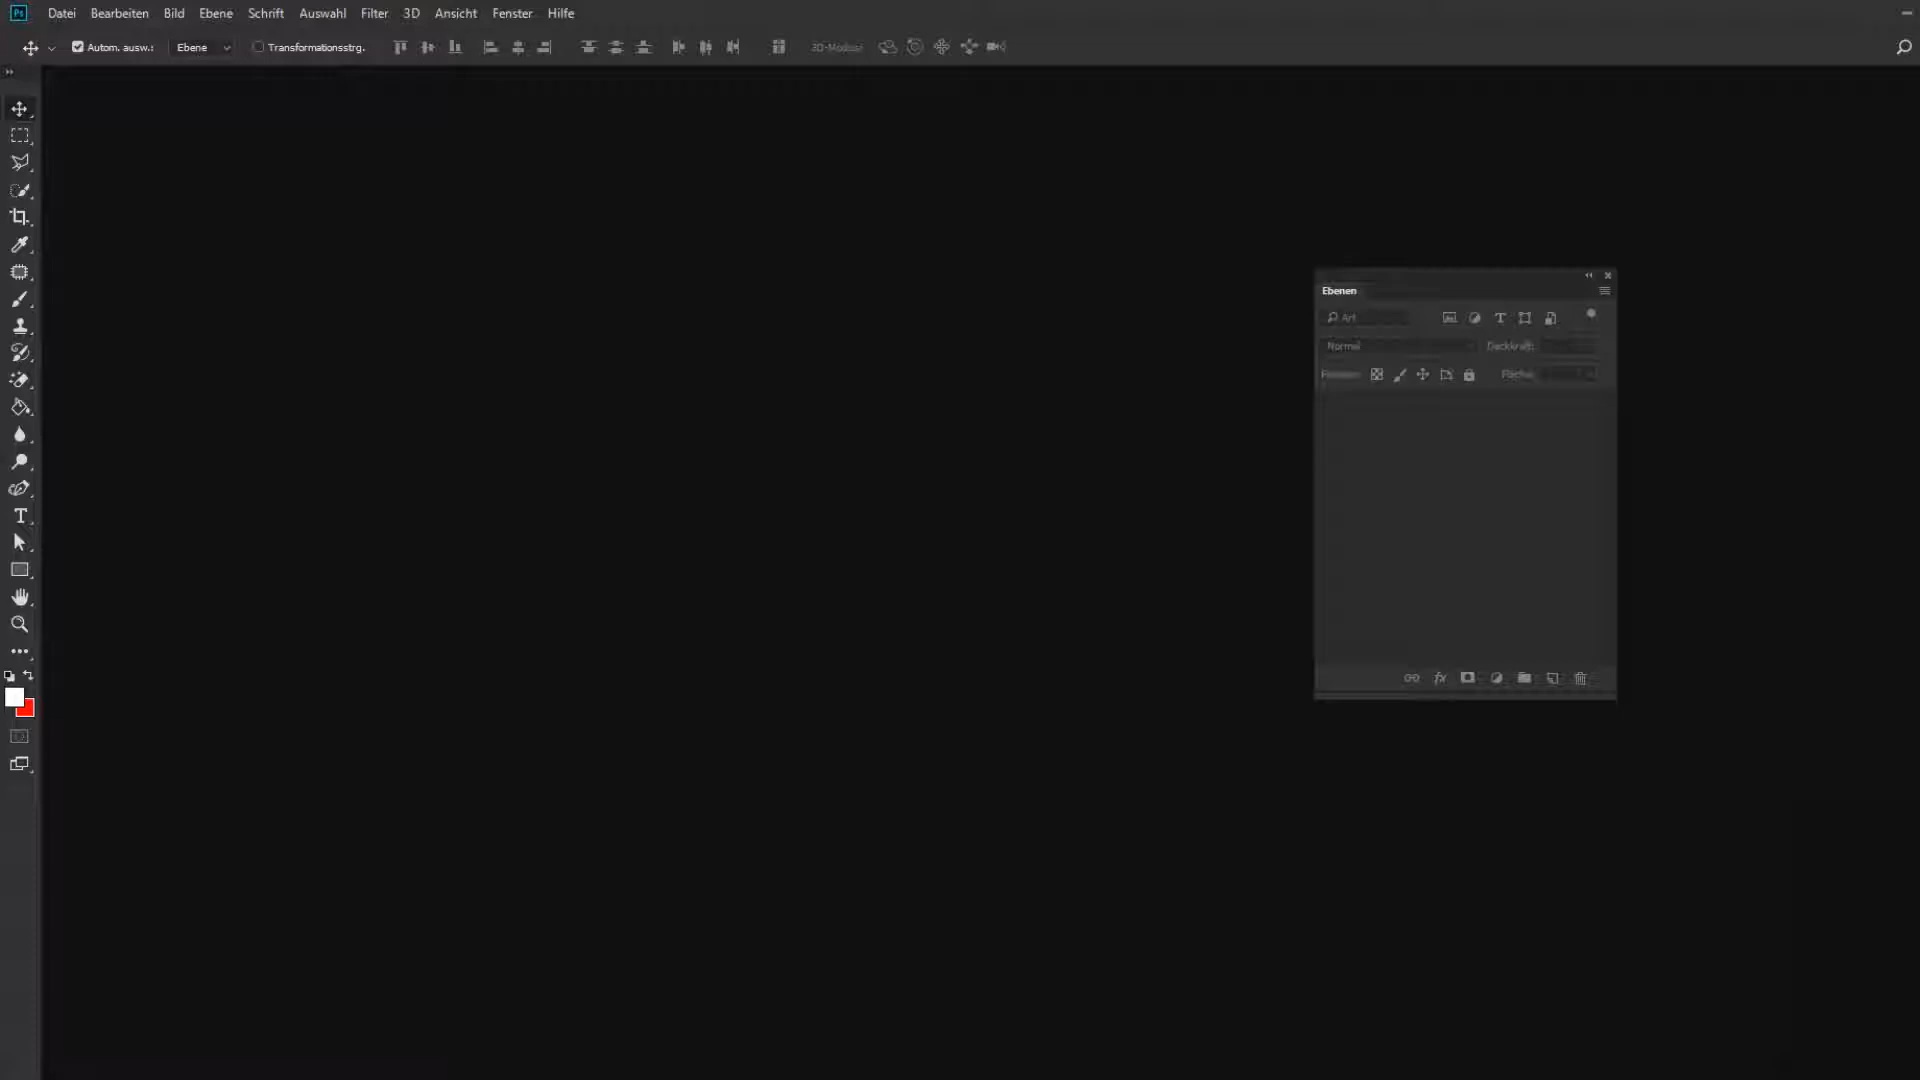 Ps Datei Bearbeiten Bild Ebene Schrift Auswahl Filter 3D Ansicht Fenster Hilfe
Autom. ausw.: Ebene Transformationsstrg. 3D-Modus:
Ebenen
Art
Normal Deckkraft:
Fläche:
fx